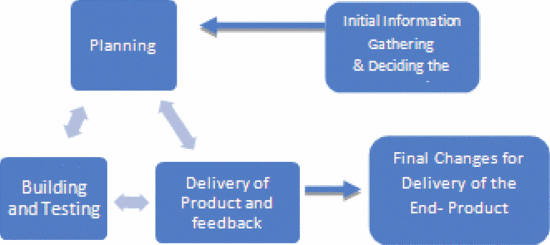 Planning
Initial Information
Gathering
& Deciding the
Building
and Testing
Delivery of
Product and
feedback
Final Changes for
Delivery of the
End- Product